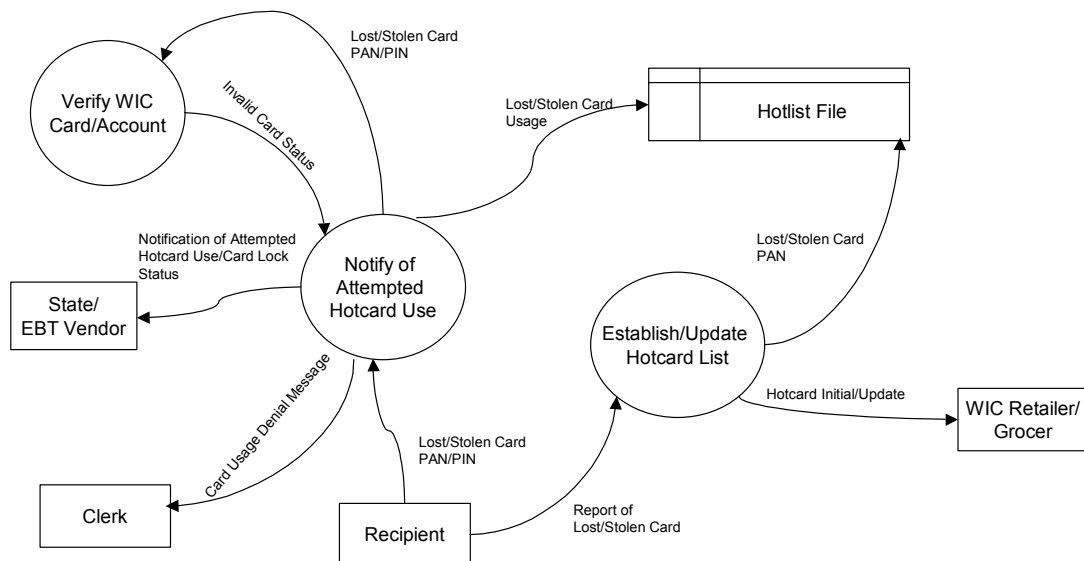 Lost/Stolen Card
PAN/PIN
Verify WIC
Card/Account
Invalid Card Status
Lost/Stolen Card
Usage
Hotlist File
Notification of Attempted
Hotcard Use/Card Lock
Status
Notify of
Attempted
Hotcard Use
Lost/Stolen Card
PAN
State/
EBT Vendor
Establish/Update
Hotcard List
Card Usage Denial Message
Hotcard Initial/Update
WIC Retailer/
Grocer
Lost/Stolen Card
PAN/PIN
Clerk
Recipient
Report of
Lost/Stolen Card